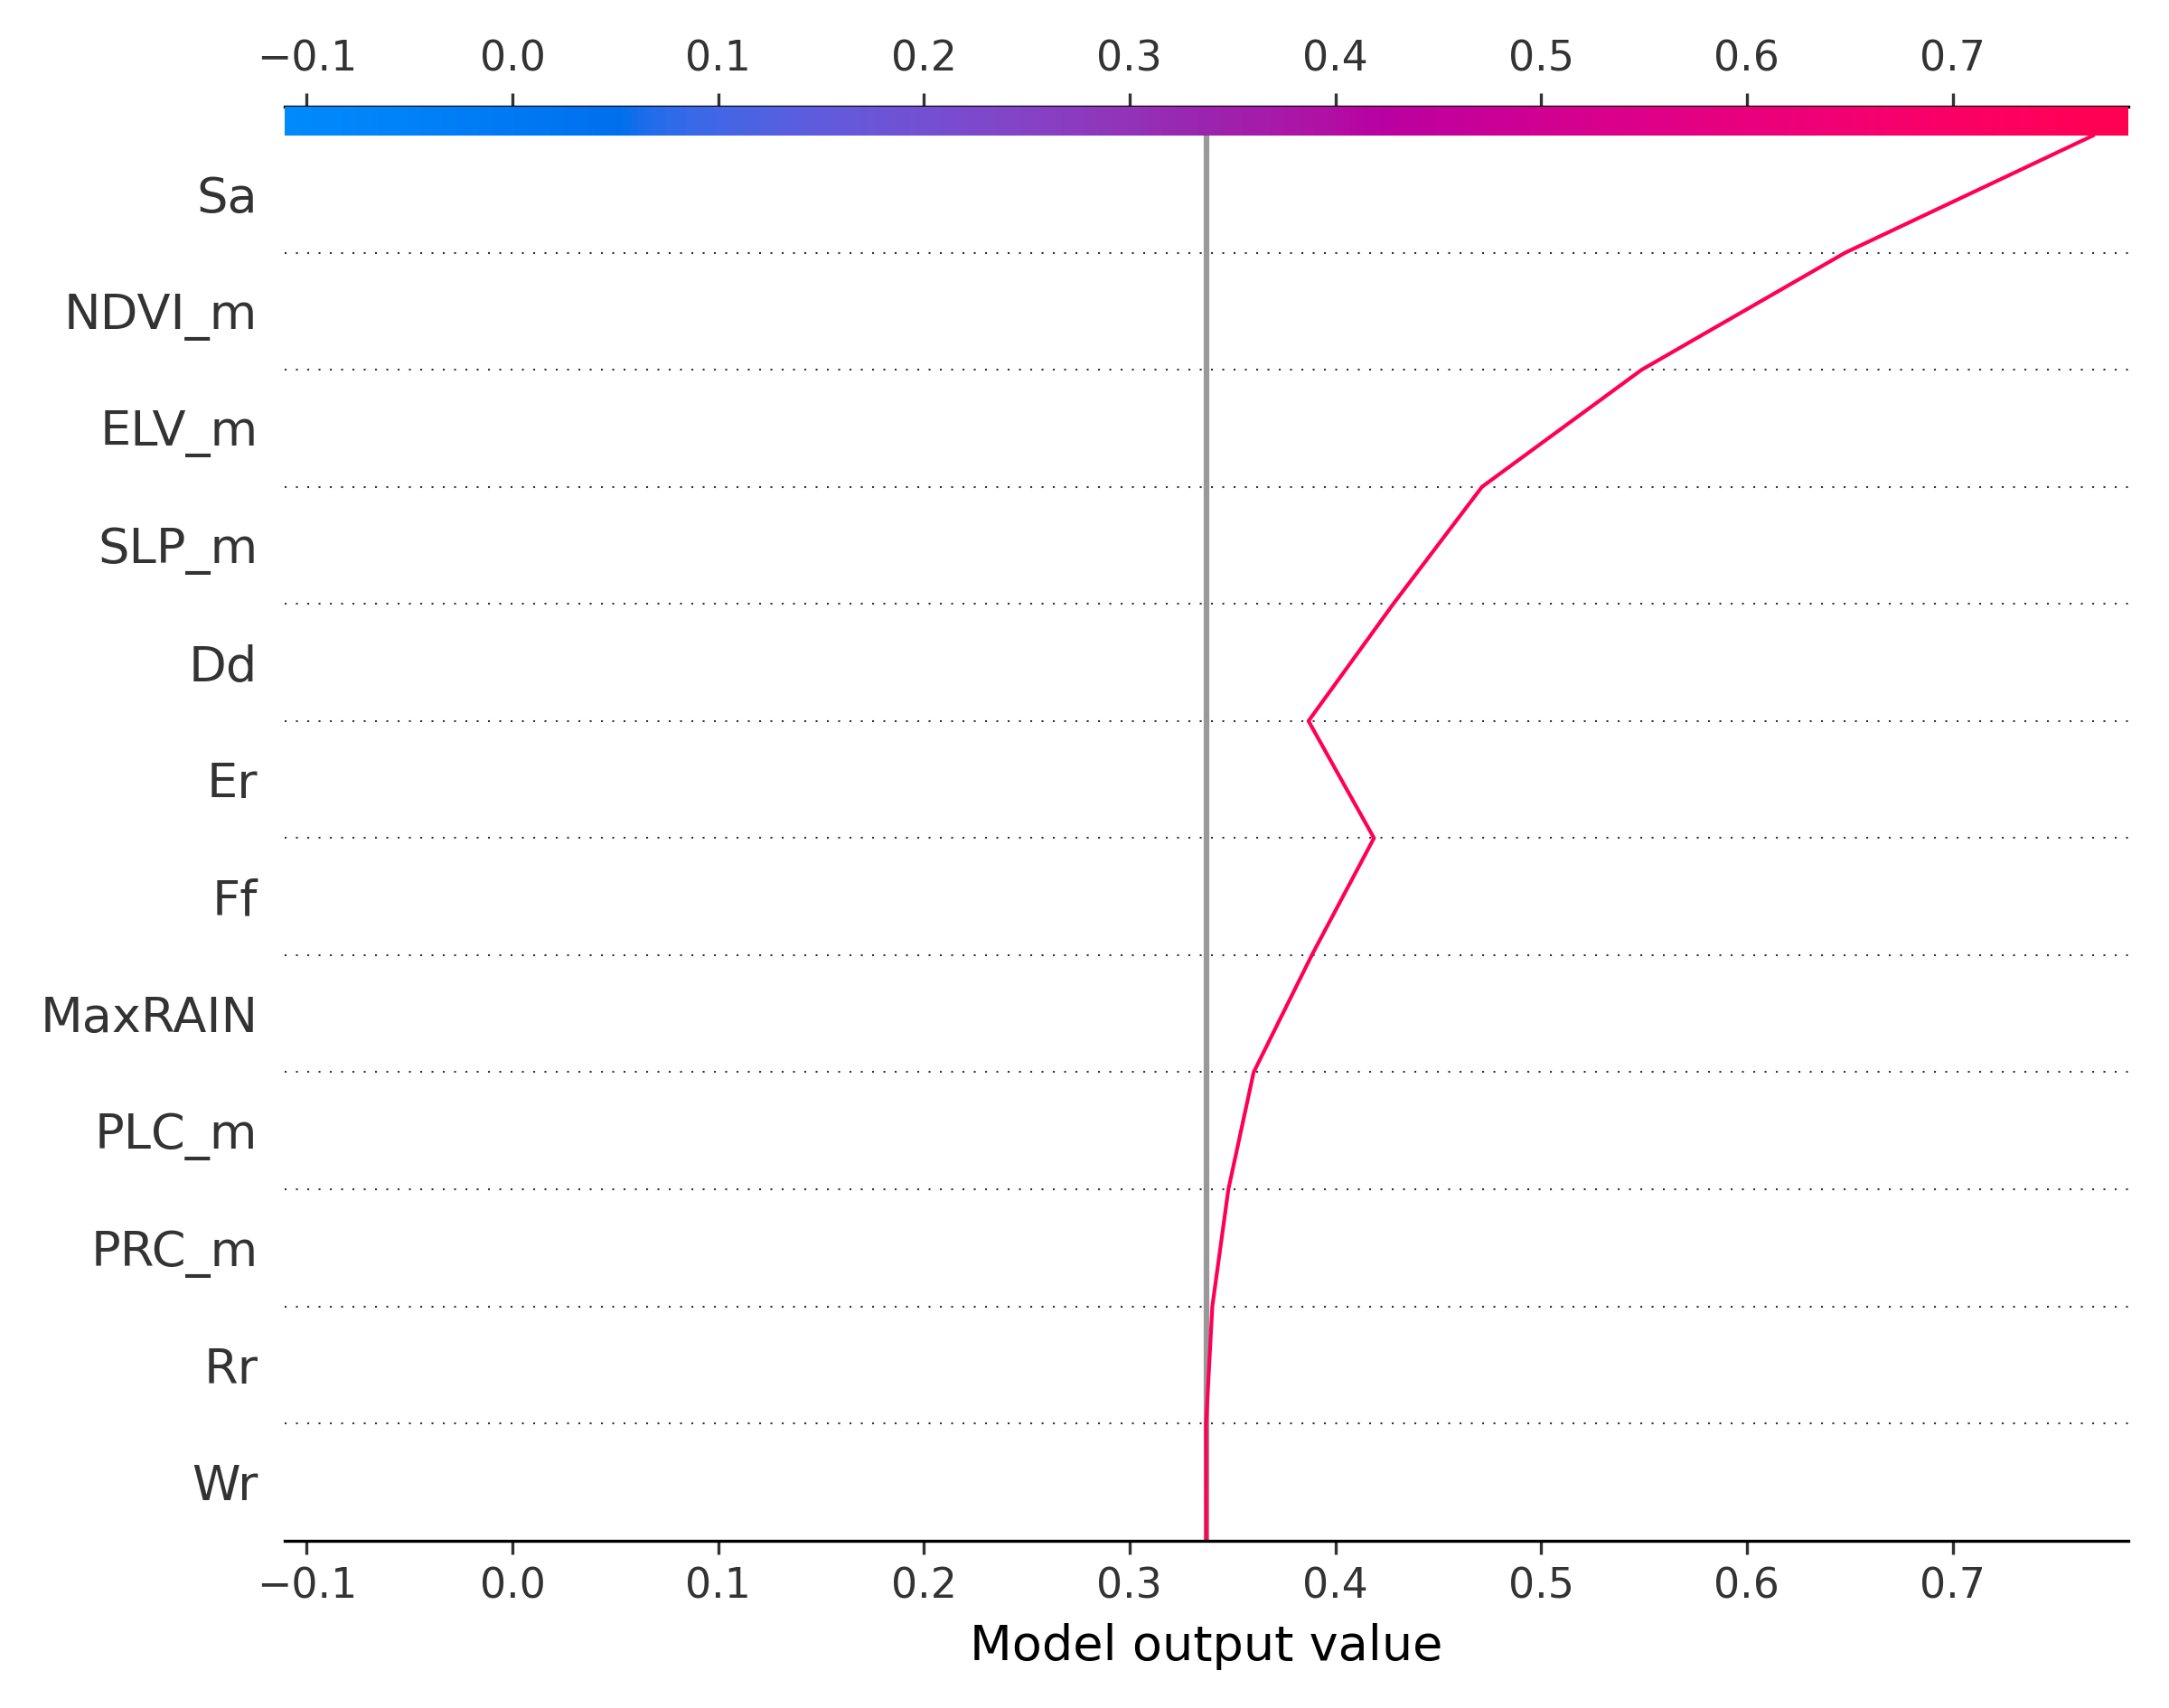 −0.1 0.0 0.1 0.2 0.3 0.4 0.5 0.6 0.7
Sa
NDVI_m
ELV_m
SLP_m
Dd
Er
Ff
MaxRAIN
PLC_m
PRC_m
Rr
Wr
−0.1 0.0 0.1 0.2 0.3 0.4 0.5 0.6 0.7
Model output value